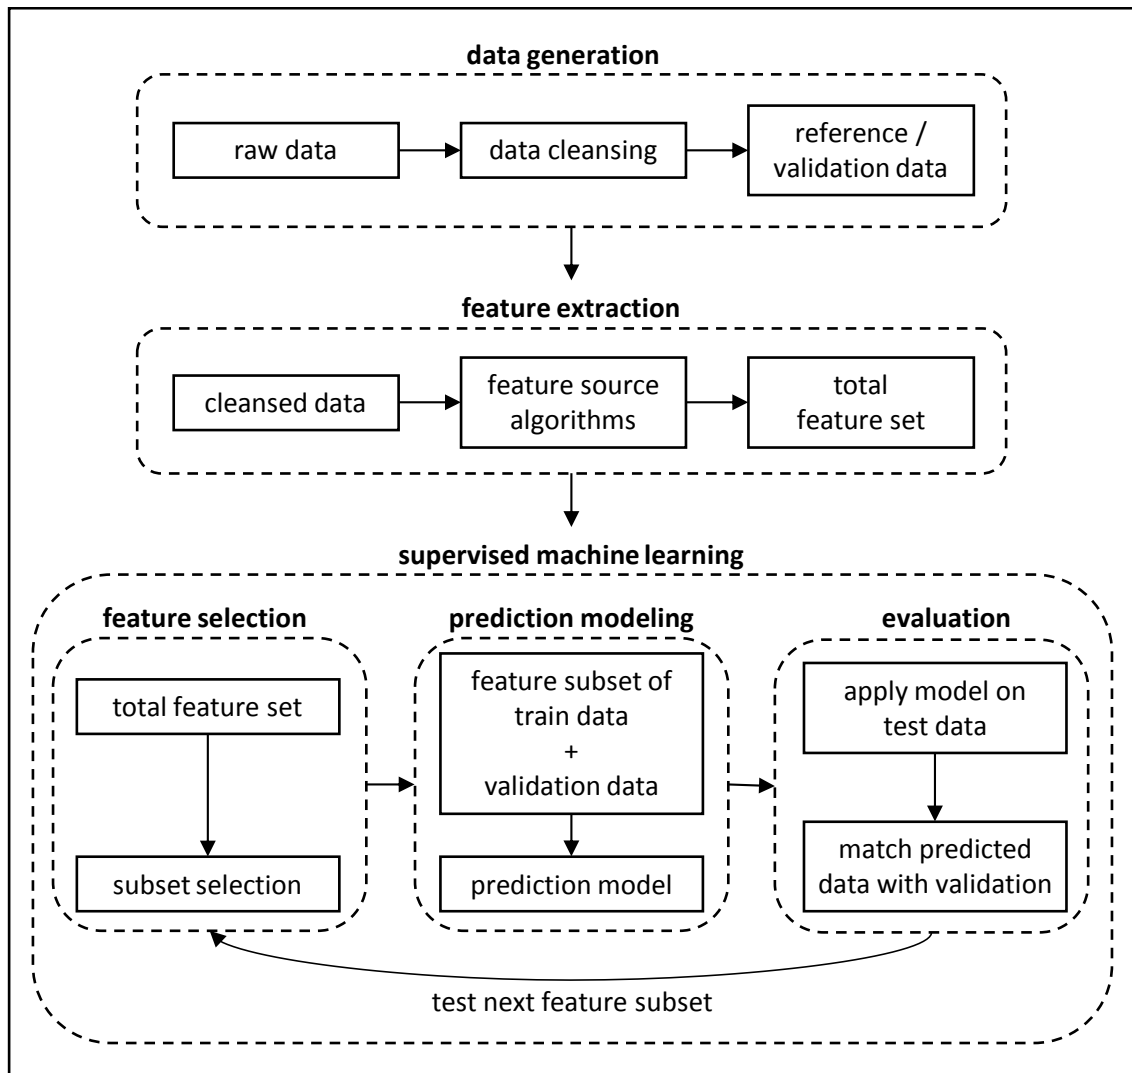 data generation
raw data
data cleansing
reference /
validation data
feature extraction
cleansed data
feature source
algorithms
total
feature set
supervised machine learning
feature selection
total feature set
subset selection
prediction modeling
feature subset of
train data
+
validation data
prediction model
evaluation
apply model on
test data
match predicted
data with validation
test next feature subset